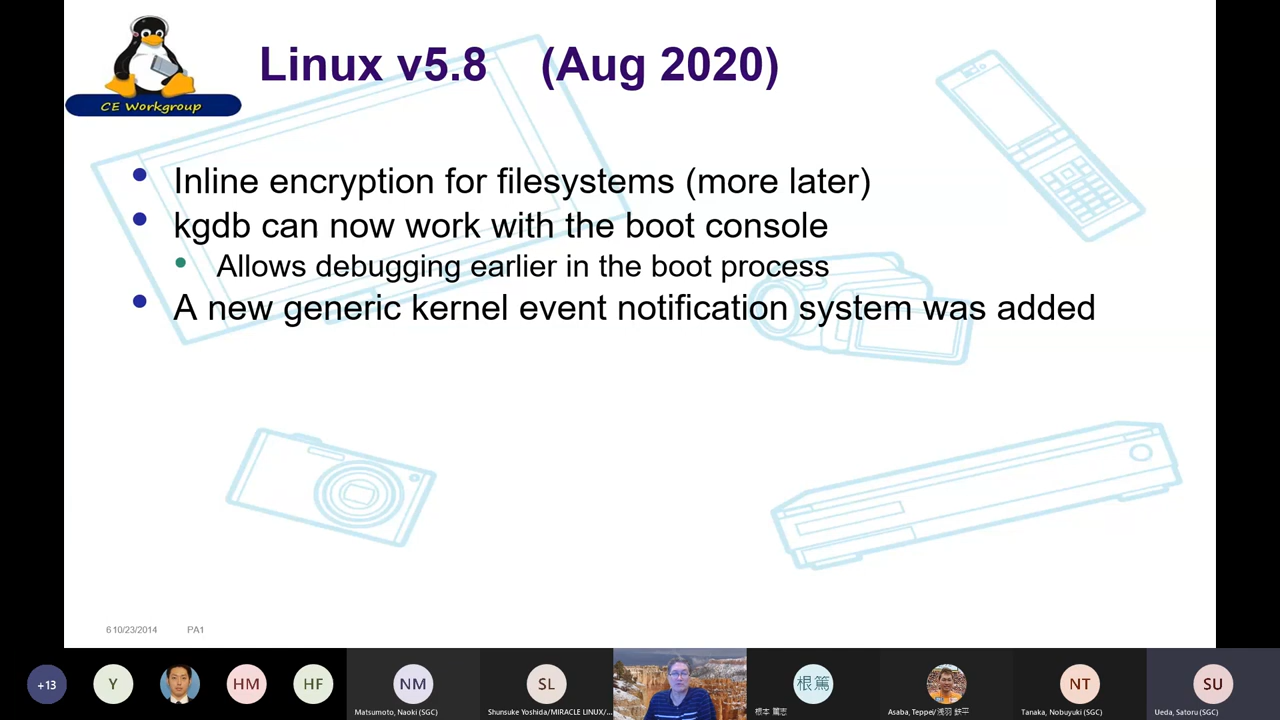 CE Workgroup
Linux v5.8 (Aug 2020)
• Inline encryption for filesystems (more later)
• kgdb can now work with the boot console
• Allows debugging earlier in the boot process
• A new generic kernel event notification system was added
6 10/23/2014 PA1
+13
Y
HM
HF
NM
Matsumoto, Naoki (SGC)
SL
Shunsuke Yoshida/MIRACLE LINUX/...
根篤
根本 篤志
Asaba, Teppei/浅羽 鉄平
NT
Tanaka, Nobuyuki (SGC)
SU
Ueda, Satoru (SGC)